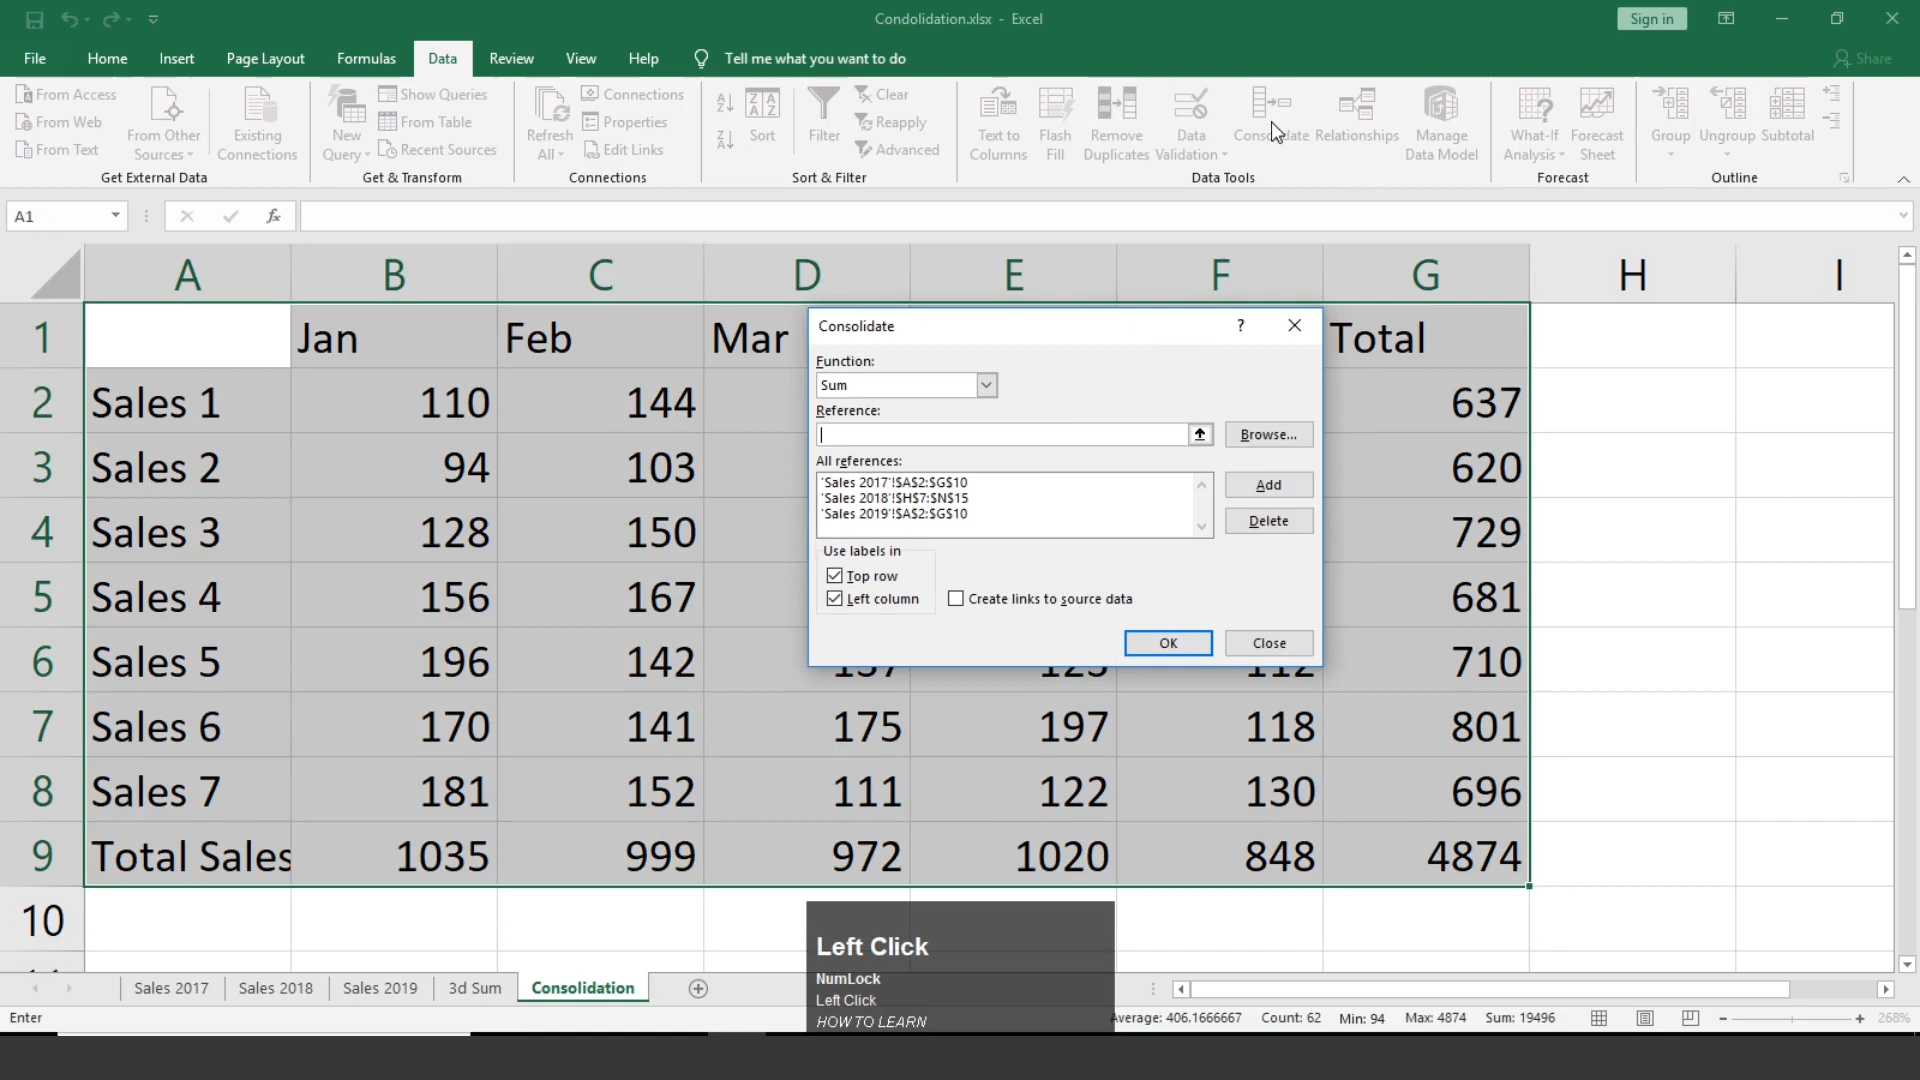 Condolidation.xlsx - Excel
Sign in
File Home Insert Page Layout Formulas Data Review View Help Tell me what you want to do Share
From Access
From Web
From Text
From Other
Sources
Existing
Connections
Get External Data
New
Query
Show Queries
From Table
Recent Sources
Get & Transform
Refresh
All
Connections
Properties
Edit Links
Connections
Sort
Filter
Clear
Reapply
Advanced
Sort & Filter
Text to
Columns
Flash
Fill
Remove
Duplicates
Data
Validation
Consolidate
Relationships
Manage
Data Model
Data Tools
What-If
Analysis
Forecast
Sheet
Forecast
Group
Ungroup
Subtotal
Outline
A1
fx
A B C D E F G H I
1 Jan Feb Mar Total
2 Sales 1 110 144 637
3 Sales 2 94 103 620
4 Sales 3 128 150 729
5 Sales 4 156 167 681
6 Sales 5 196 142 710
7 Sales 6 170 141 175 197 118 801
8 Sales 7 181 152 111 122 130 696
9 Total Sales 1035 999 972 1020 848 4874
10
Consolidate ?
Function:
Sum
Reference:
Browse...
All references:
'Sales 2017'!$A$2:$G$10
'Sales 2018'!$H$7:$N$15
'Sales 2019'!$A$2:$G$10
Add
Delete
Use labels in
Top row
Left column
Create links to source data
OK
Close
Left Click
NumLock
Left Click
HOW TO LEARN
Sales 2017 Sales 2018 Sales 2019 3d Sum Consolidation
Enter
Average: 406.1666667 Count: 62 Min: 94 Max: 4874 Sum: 19496
268%